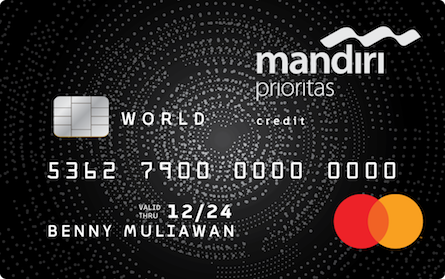 mandiri
prioritas
WORLD
credit
5362 7900 0000 0000
VALID
THRU 12/24
BENNY MULIAWAN